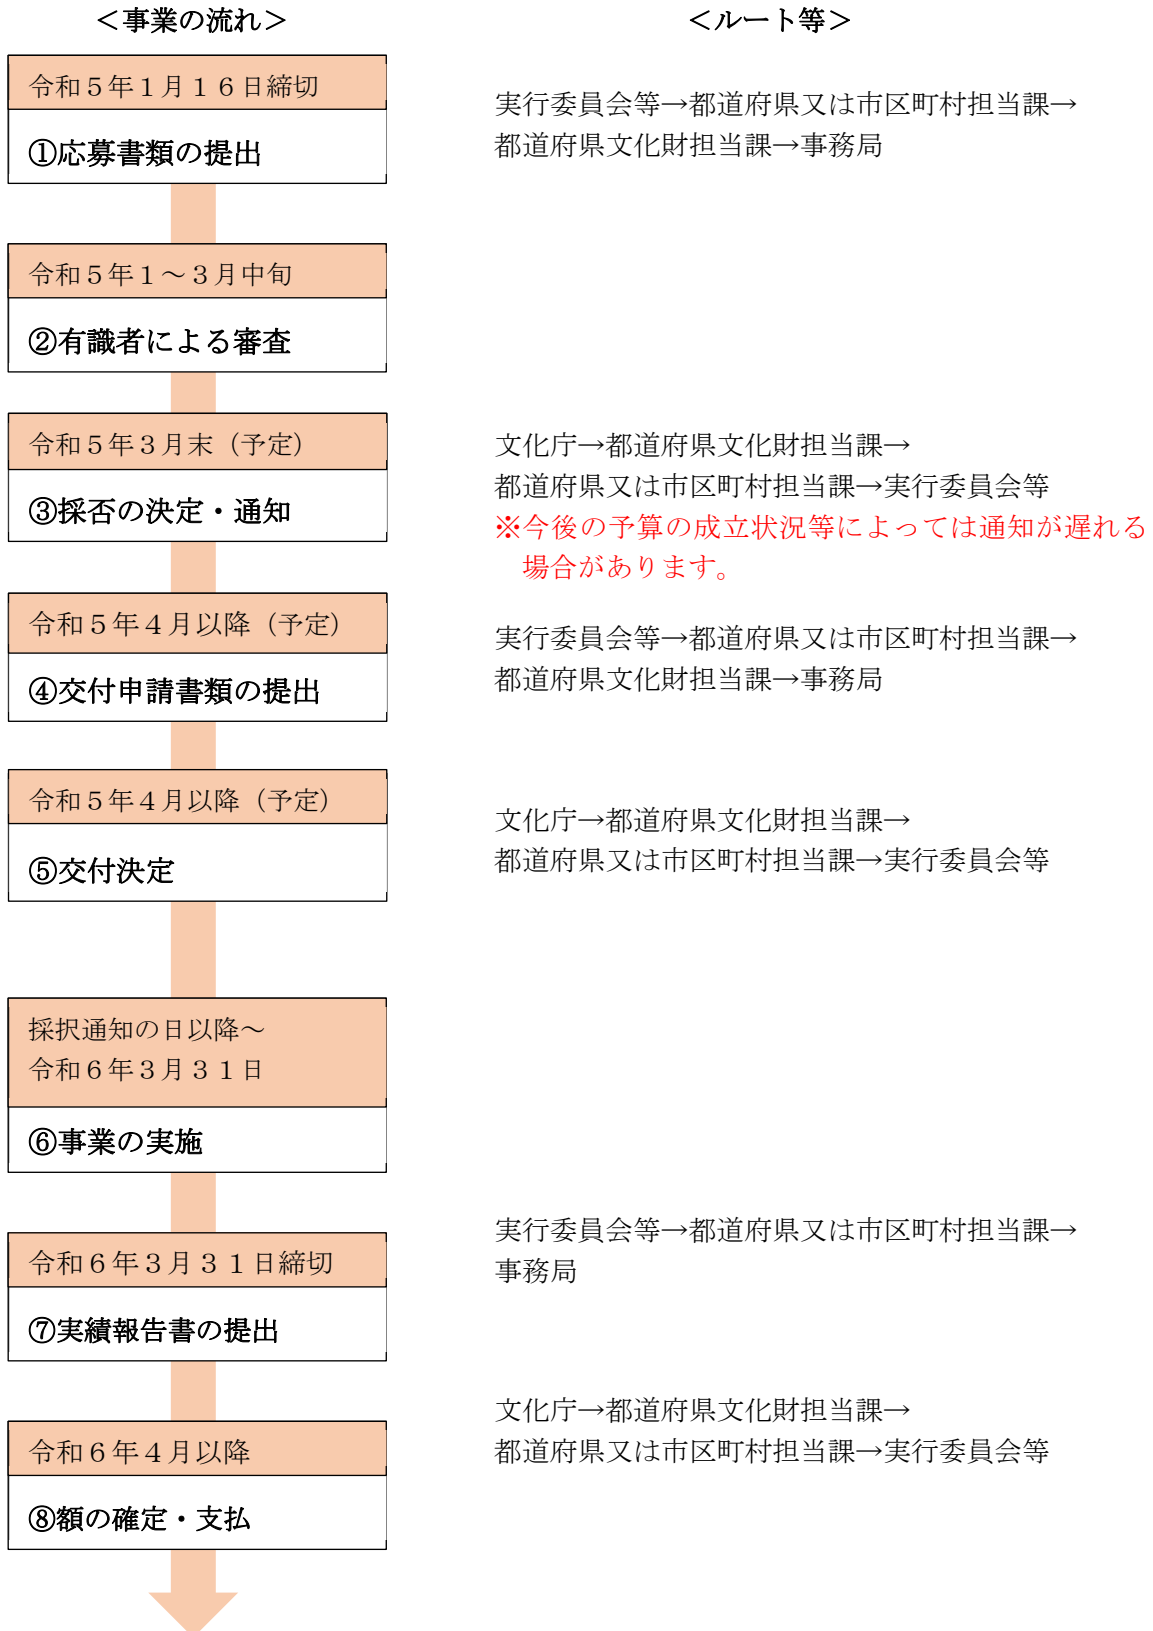 ＜事業の流れ＞
＜ルート等＞
令和５年１月１６日締切
①応募書類の提出
実行委員会等→都道府県又は市区町村担当課→
都道府県文化財担当課→事務局
令和５年１～３月中旬
②有識者による審査
令和５年３月末（予定）
③採否の決定・通知
文化庁→都道府県文化財担当課→
都道府県又は市区町村担当課→実行委員会等
※今後の予算の成立状況等によっては通知が遅れる
場合があります。
令和５年４月以降（予定）
④交付申請書類の提出
実行委員会等→都道府県又は市区町村担当課→
都道府県文化財担当課→事務局
令和５年４月以降（予定）
⑤交付決定
文化庁→都道府県文化財担当課→
都道府県又は市区町村担当課→実行委員会等
採択通知の日以降～
令和６年３月３１日
⑥事業の実施
令和６年３月３１日締切
⑦実績報告書の提出
実行委員会等→都道府県又は市区町村担当課→
事務局
令和６年４月以降
⑧額の確定・支払
文化庁→都道府県文化財担当課→
都道府県又は市区町村担当課→実行委員会等